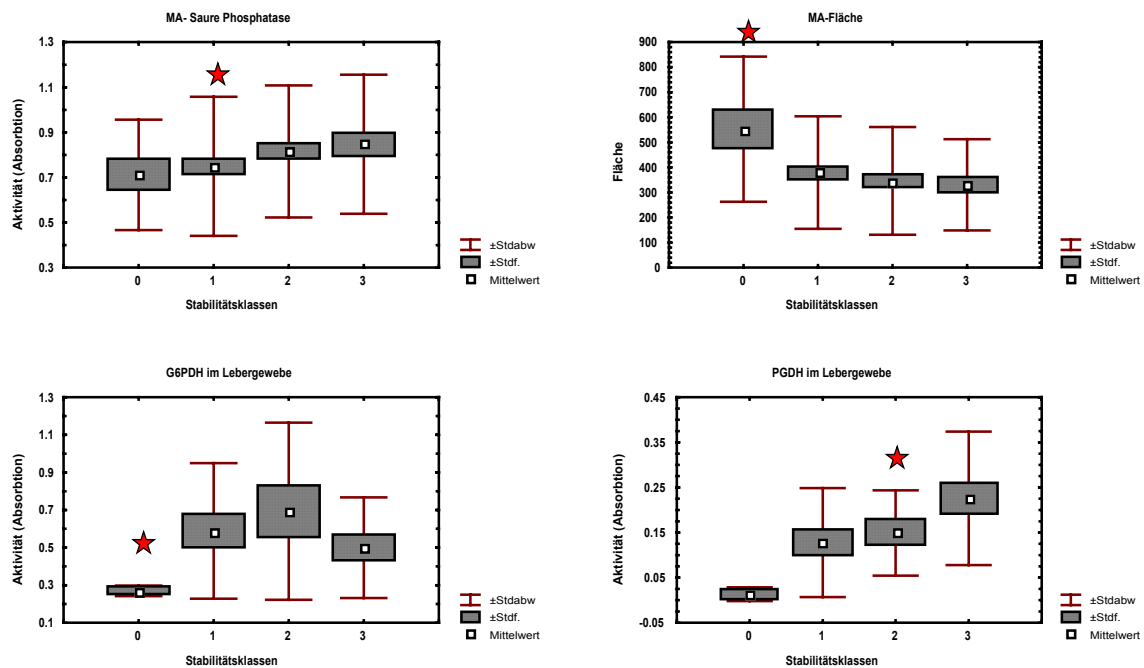 MA- Saure Phosphatase
1.3
1.1
0.9
0.7
0.5
0.3
Aktivität (Absorbtion)
0 1 2 3
Stabilitätsklassen
±Stdabw
±Stdf.
Mittelwert
MA-Fläche
900
800
700
600
500
400
300
200
100
0
Fläche
0 1 2 3
Stabilitätsklassen
±Stdabw
±Stdf.
Mittelwert
G6PDH im Lebergewebe
1.3
1.1
0.9
0.7
0.5
0.3
0.1
Aktivität (Absorbtion)
0 1 2 3
Stabilitätsklassen
±Stdabw
±Stdf.
Mittelwert
PGDH im Lebergewebe
0.45
0.35
0.25
0.15
0.05
-0.05
Aktivität (Absorbtion)
0 1 2 3
Stabilitätsklassen
±Stdabw
±Stdf.
Mittelwert